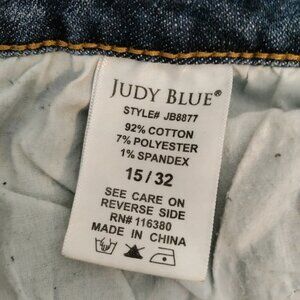 JUDY BLUE®
STYLE# JB8877
92% COTTON
7% POLYESTER
1% SPANDEX
15 / 32
SEE CARE ON
REVERSE SIDE
RN# 116380
MADE IN CHINA